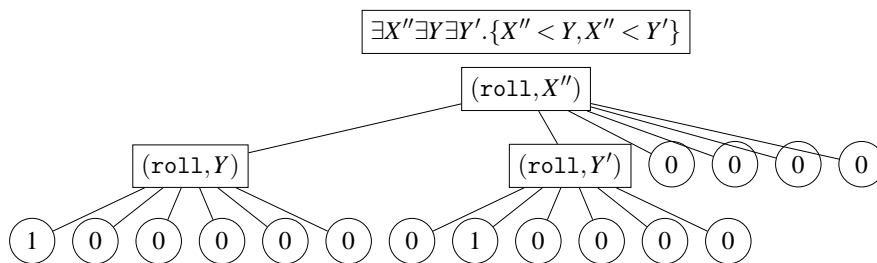 ∃X″∃Y∃Y′.{X″ < Y, X″ < Y′}
(roll, X″)
(roll, Y) (roll, Y′) 0 0 0 0
1 0 0 0 0 0 0 1 0 0 0 0